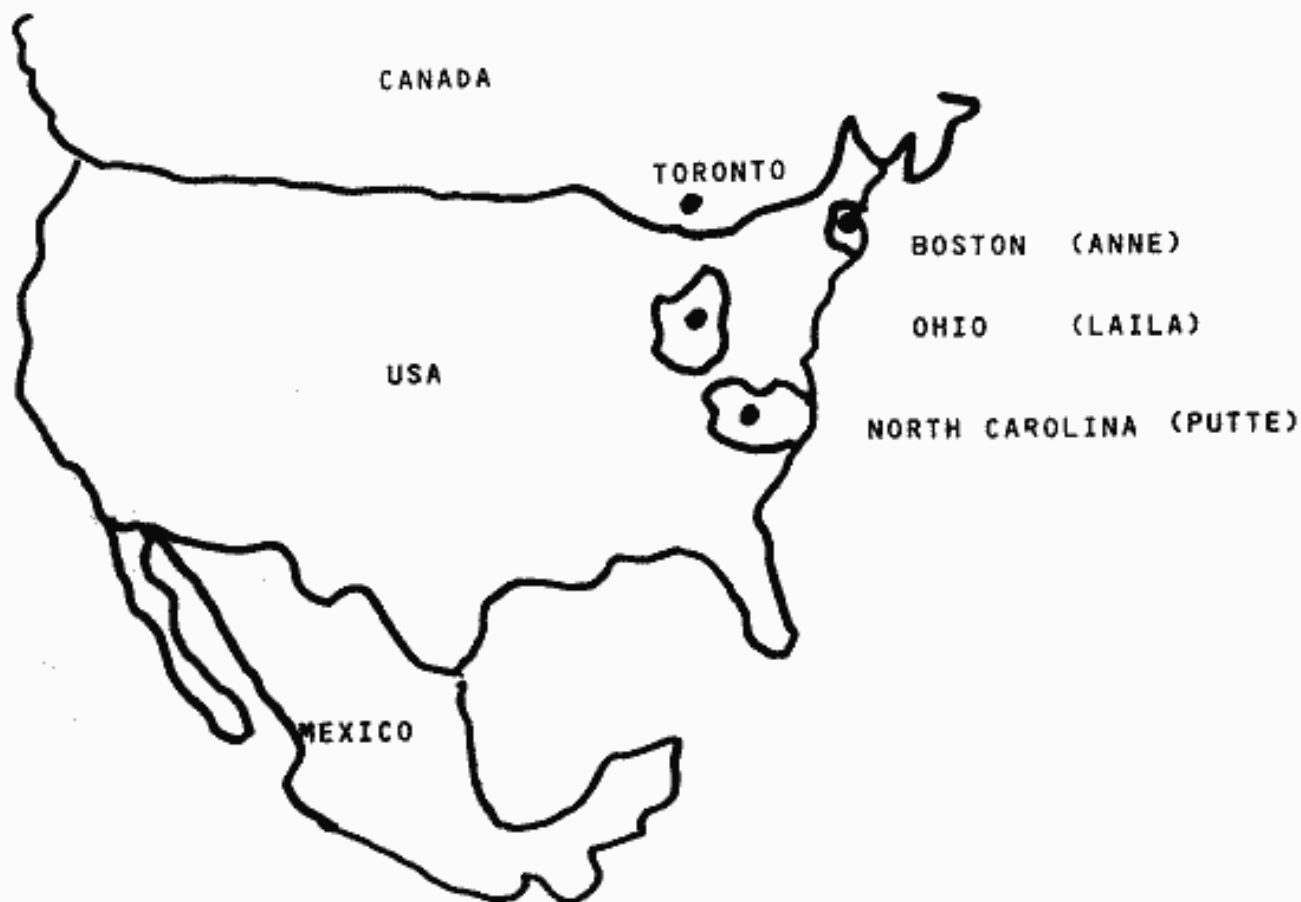 CANADA
TORONTO
BOSTON (ANNE)
OHIO (LAILA)
USA
NORTH CAROLINA (PUTTE)
MEXICO